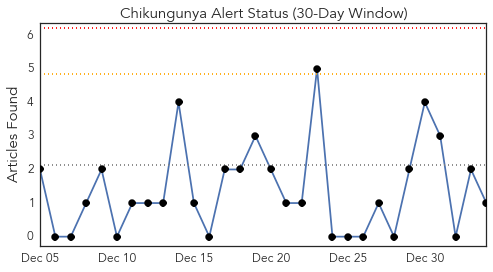 Chikungunya Alert Status (30-Day Window)
Articles Found
6
5
4
3
2
1
0
Dec 05
Dec 10
Dec 15
Dec 20
Dec 25
Dec 30